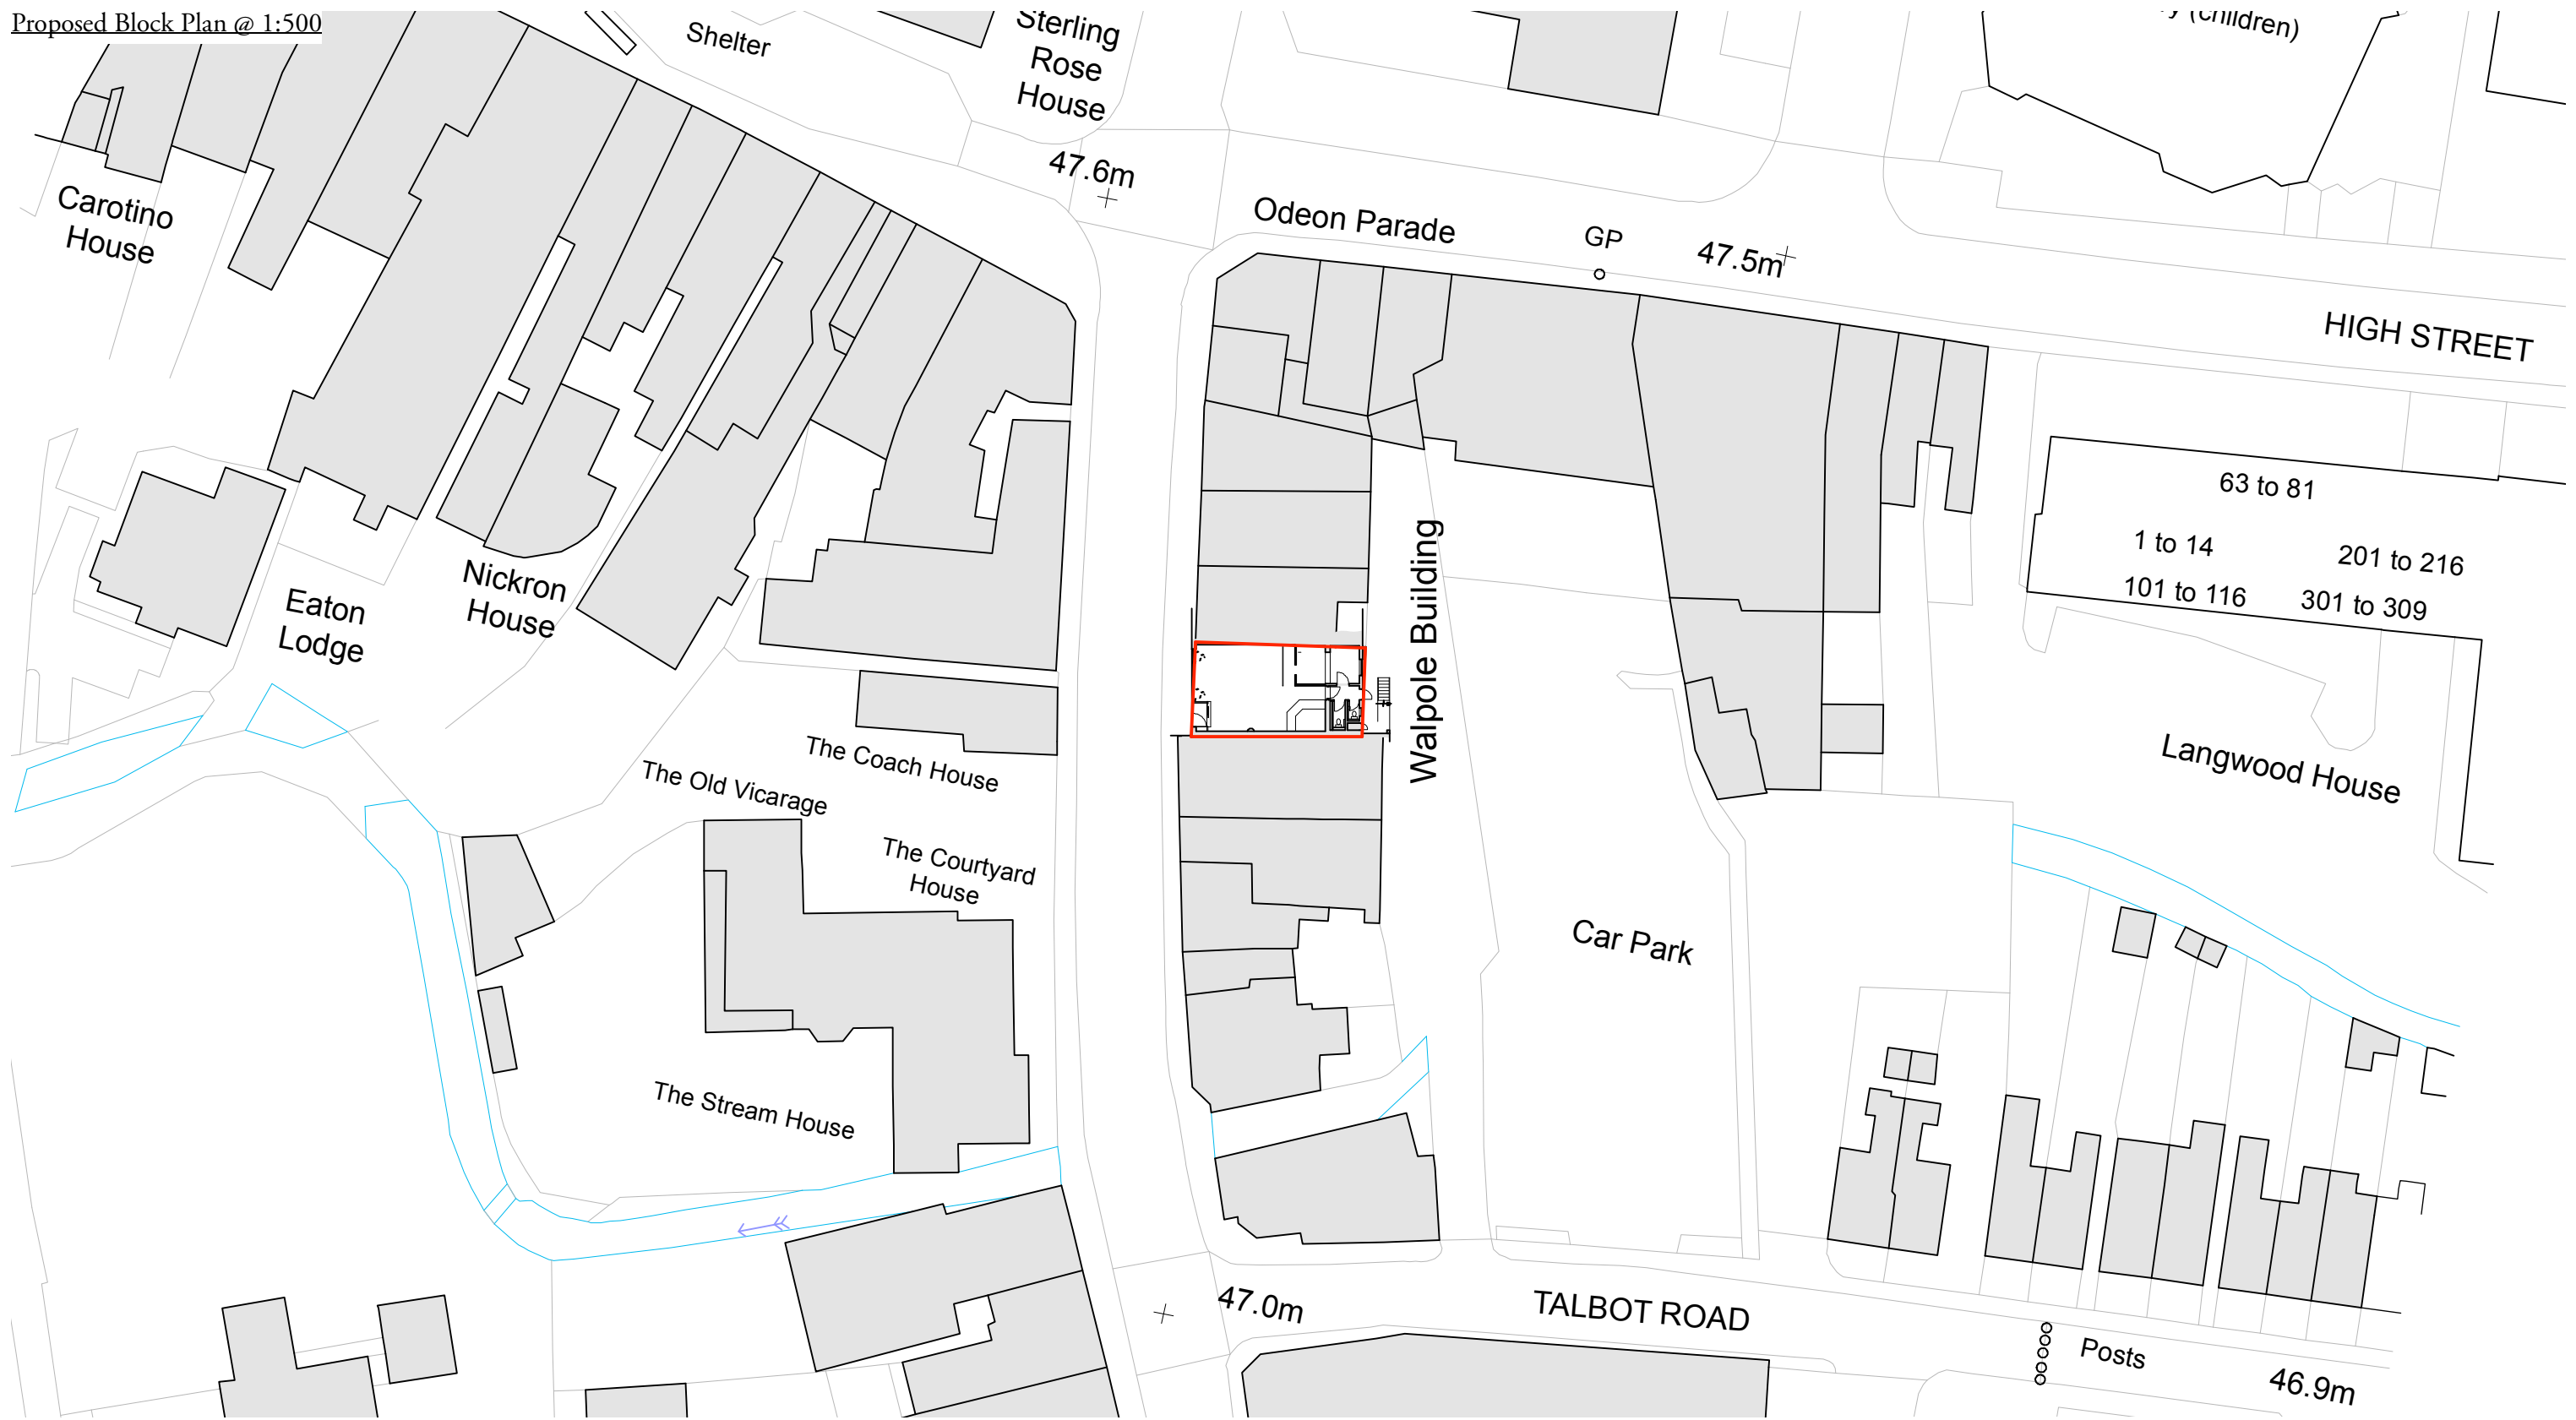 Proposed Block Plan @ 1:500
Shelter
Sterling
Rose
House
(children)
47.6m
Carotino
House
Odeon Parade
GP
47.5m
HIGH STREET
63 to 81
1 to 14
201 to 216
101 to 116
301 to 309
Nickron
House
Eaton
Lodge
Walpole Building
The Coach House
The Old Vicarage
Langwood House
The Courtyard
House
Car Park
The Stream House
47.0m
TALBOT ROAD
Posts
46.9m